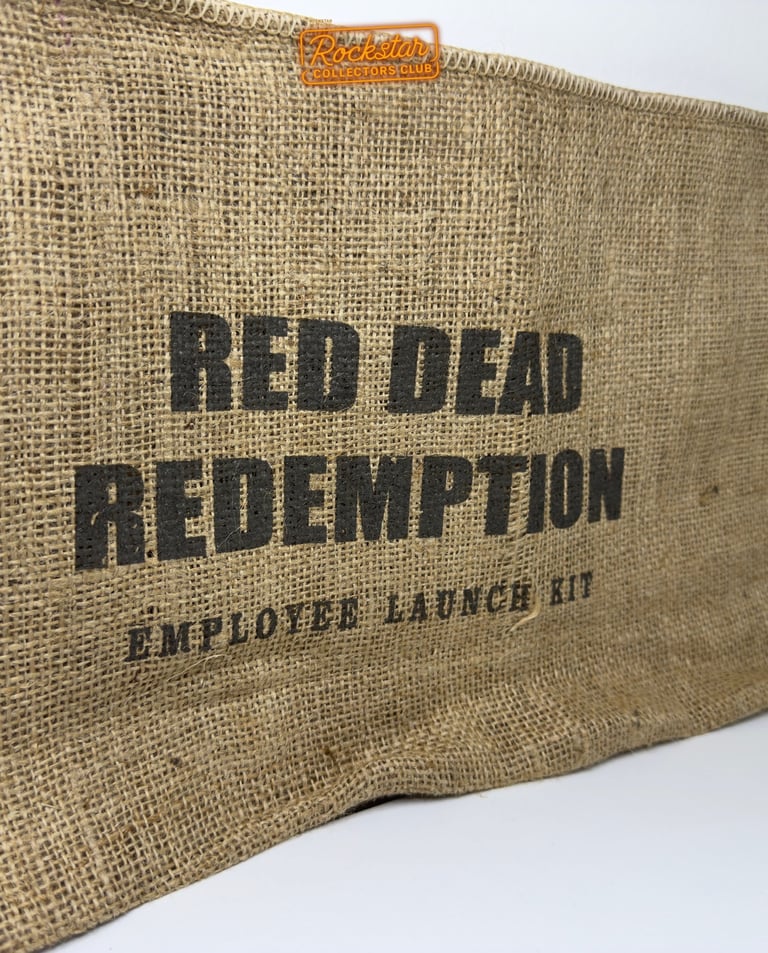 Rockstar
COLLECTORS CLUB
RED DEAD
REDEMPTION
EMPLOYEE LAUNCH KIT